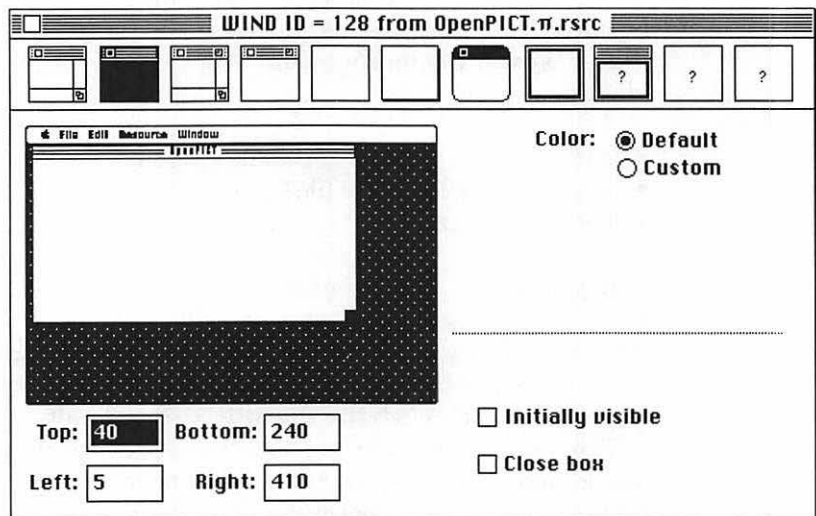 WIND ID = 128 from OpenPICT.π.rsrc
? ? ?
File Edit Resource Window
OpenPICT
Color: Default
Custom
Top: 40 Bottom: 240
Left: 5 Right: 410
Initially visible
Close box